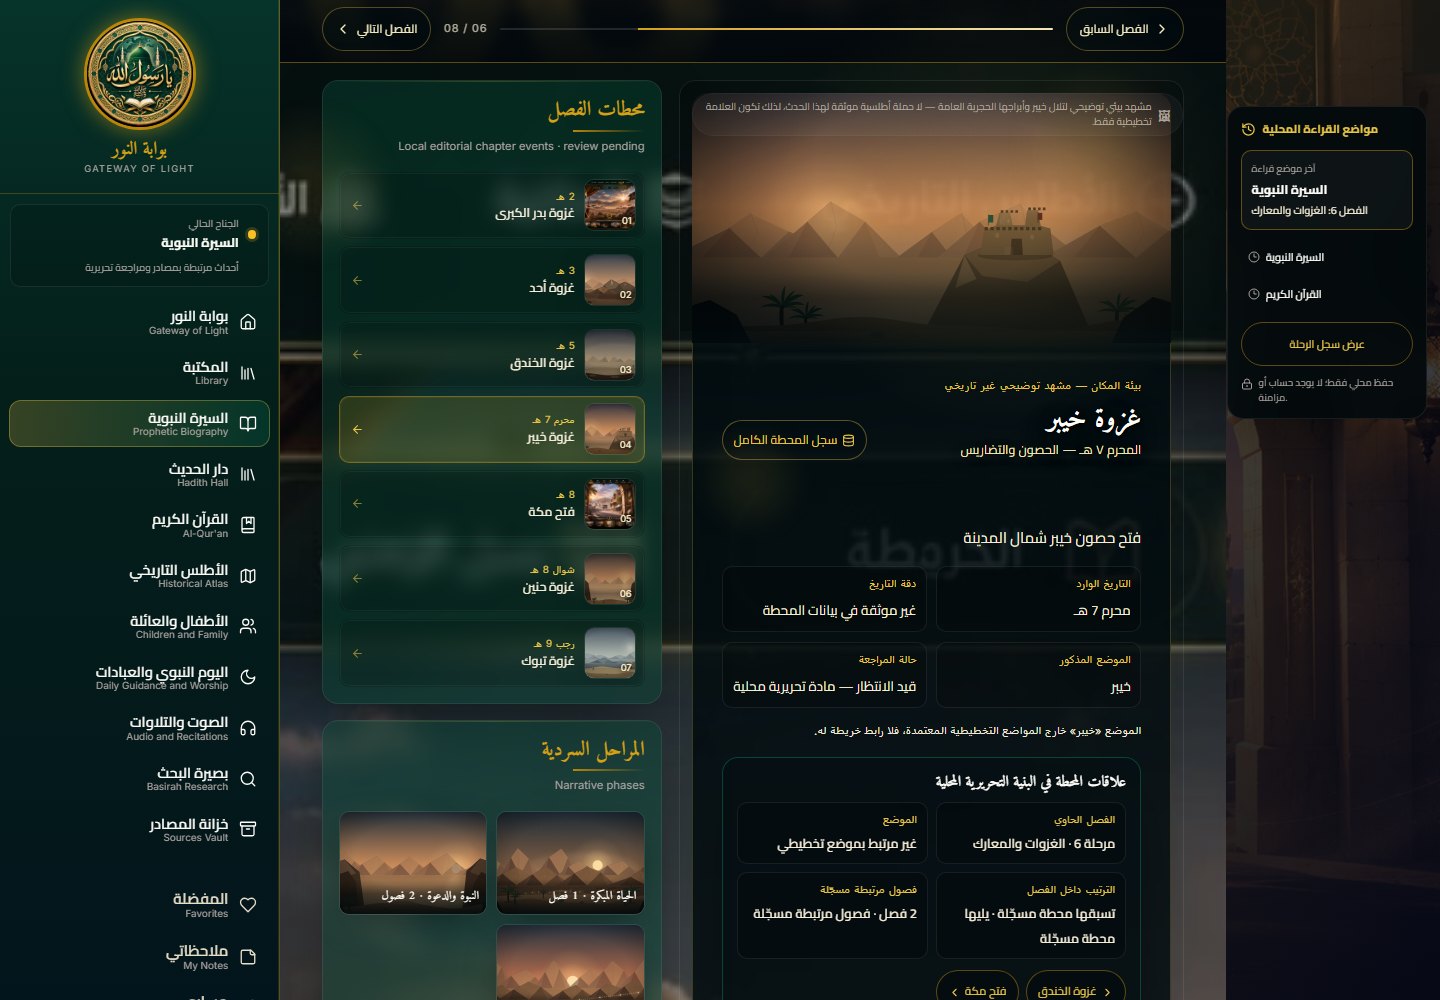 يا رسول الله
بوابة النور
GATEWAY OF LIGHT
الجناح الحالي
السيرة النبوية
أحداث مرتبطة بمصادر ومراجعة تحريرية
بوابة النور
Gateway of Light
المكتبة
Library
السيرة النبوية
Prophetic Biography
دار الحديث
Hadith Hall
القرآن الكريم
Al-Qur'an
الأطلس التاريخي
Historical Atlas
الأطفال والعائلة
Children and Family
اليوم النبوي والعبادات
Daily Guidance and Worship
الصوت والتلاوات
Audio and Recitations
بصيرة البحث
Basirah Research
خزانة المصادر
Sources Vault
المفضلة
Favorites
ملاحظاتي
My Notes
الفصل السابق
08 / 06
الفصل التالي
مشهد بيئي توضيحي لتلال خيبر وأبراجها الحجرية العامة — لا حملة أطلسية موثقة لهذا الحدث، لذلك تكون العلامة
تخطيطية فقط.
بيئة المكان — مشهد توضيحي غير تاريخي
غزوة خيبر
المحرم ٧ هـ — الحصون والتضاريس
سجل المحطة الكامل
فتح حصون خيبر شمال المدينة
التاريخ الوارد
محرم 7 هـ
دقة التاريخ
غير موثقة في بيانات المحطة
الموضع المذكور
خيبر
حالة المراجعة
قيد الانتظار — مادة تحريرية محلية
الموضع «خيبر» خارج المواضع التخطيطية المعتمدة، فلا رابط خريطة له.
علاقات المحطة في البنية التحريرية المحلية
الفصل الحاوي
مرحلة 6 · الغزوات والمعارك
الموضع
غير مرتبط بموضع تخطيطي
الترتيب داخل الفصل
تسبقها محطة مسجّلة · يليها
محطة مسجّلة
فصول مرتبطة مسجّلة
2 فصل · فصول مرتبطة مسجّلة
غزوة الخندق
فتح مكة
محطات الفصل
Local editorial chapter events · review pending
01
2 هـ
غزوة بدر الكبرى
02
3 هـ
غزوة أحد
03
5 هـ
غزوة الخندق
04
محرم 7 هـ
غزوة خيبر
05
8 هـ
فتح مكة
06
شوال 8 هـ
غزوة حنين
07
رجب 9 هـ
غزوة تبوك
المراحل السردية
Narrative phases
الحياة المبكرة · 1 فصل
النبوة والدعوة · 2 فصول
مواضع القراءة المحلية
آخر موضع قراءة
السيرة النبوية
الفصل 6: الغزوات والمعارك
السيرة النبوية
القرآن الكريم
عرض سجل الرحلة
حفظ محلي فقط؛ لا يوجد حساب أو
مزامنة.